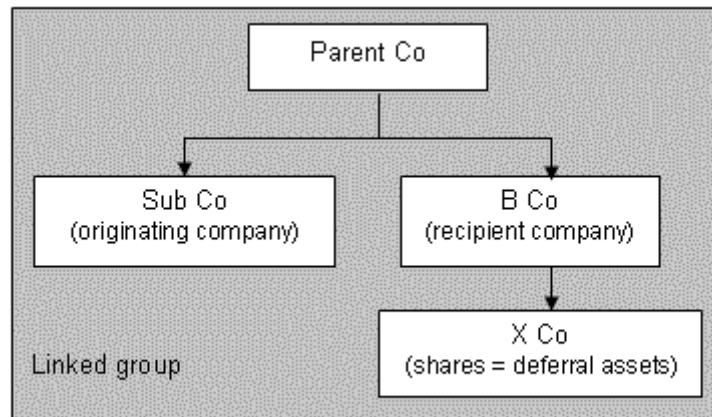 Parent Co
Sub Co
(originating company)
B Co
(recipient company)
X Co
(shares = deferral assets)
Linked group